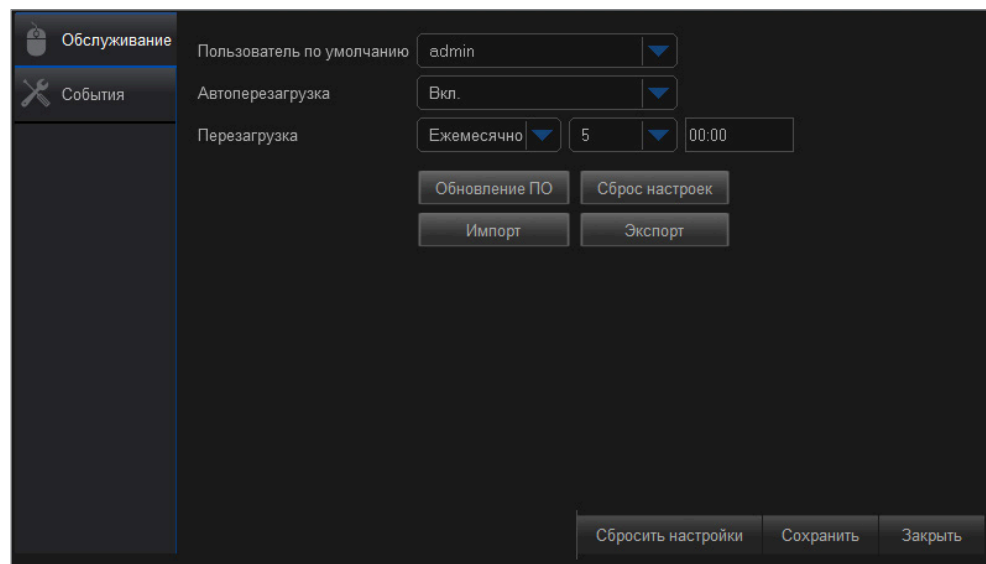 Обслуживание
События
Пользователь по умолчанию admin
Автоперезагрузка Вкл.
Перезагрузка Ежемесячно 5 00:00
Обновление ПО Сброс настроек
Импорт Экспорт
Сбросить настройки Сохранить Закрыть